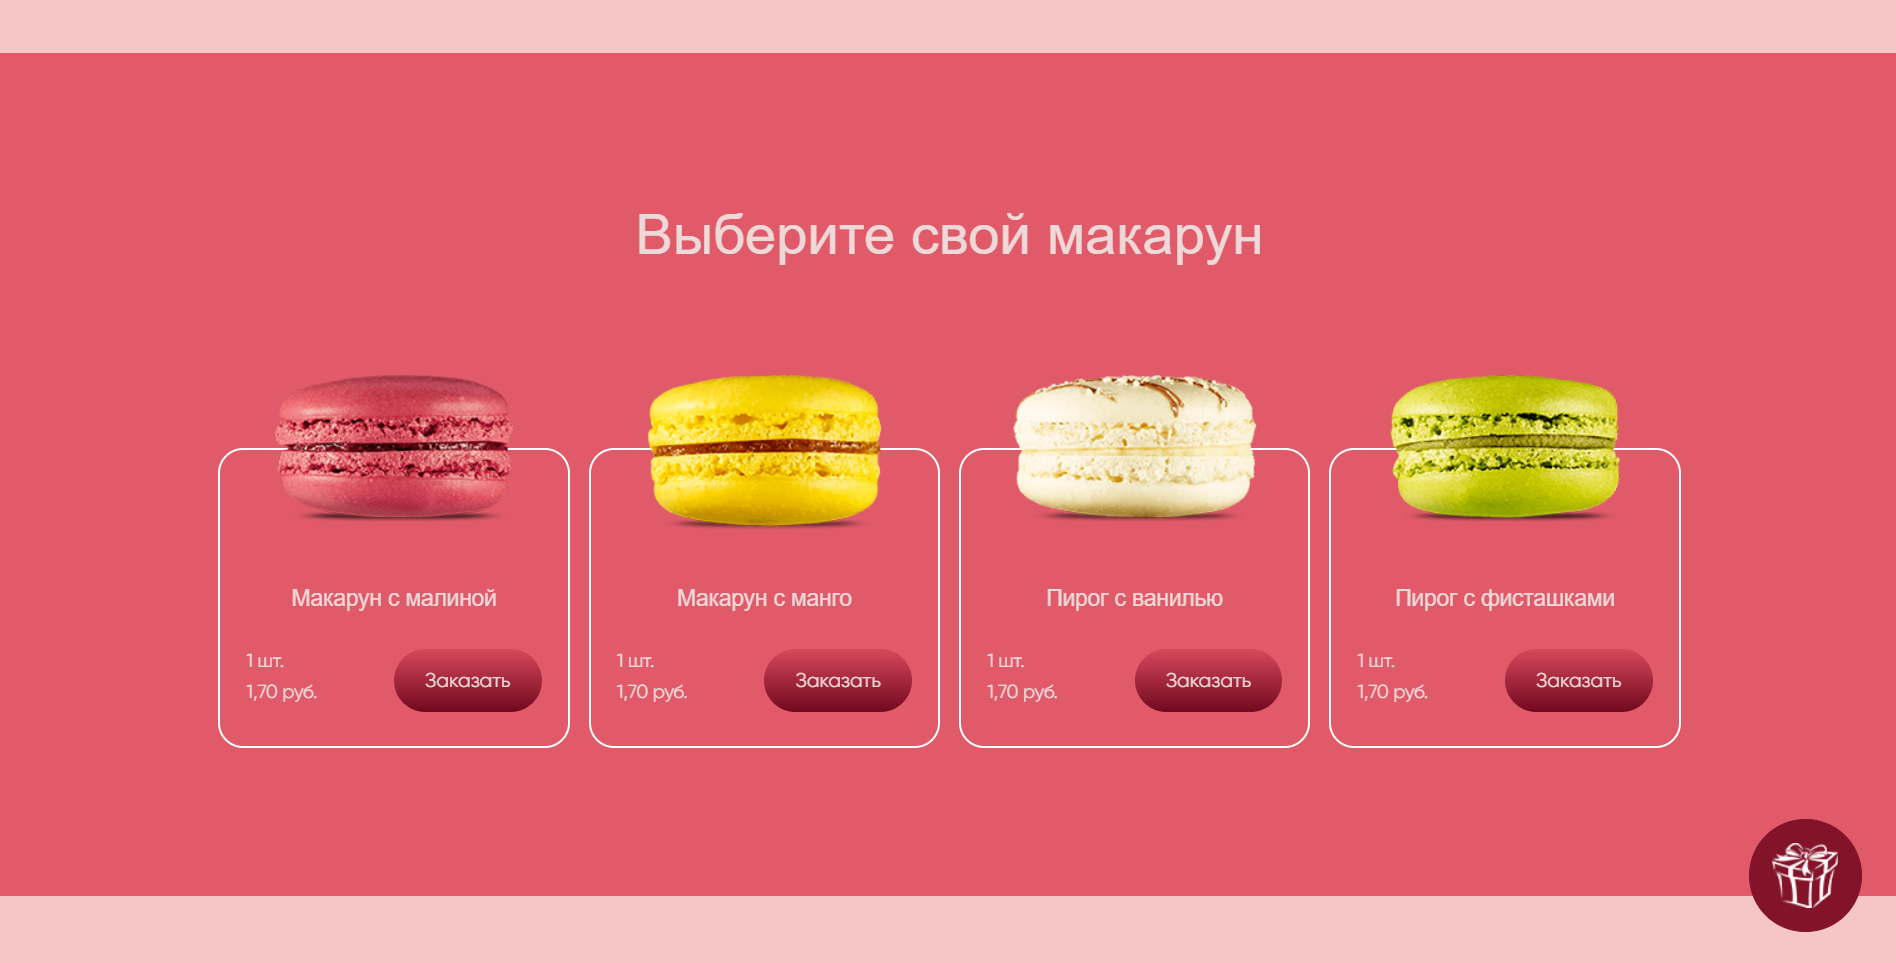 Выберите свой макарун
Макарун с малиной
1 шт.
1,70 руб.
Заказать
Макарун с манго
1 шт.
1,70 руб.
Заказать
Пирог с ванилью
1 шт.
1,70 руб.
Заказать
Пирог с фисташками
1 шт.
1,70 руб.
Заказать